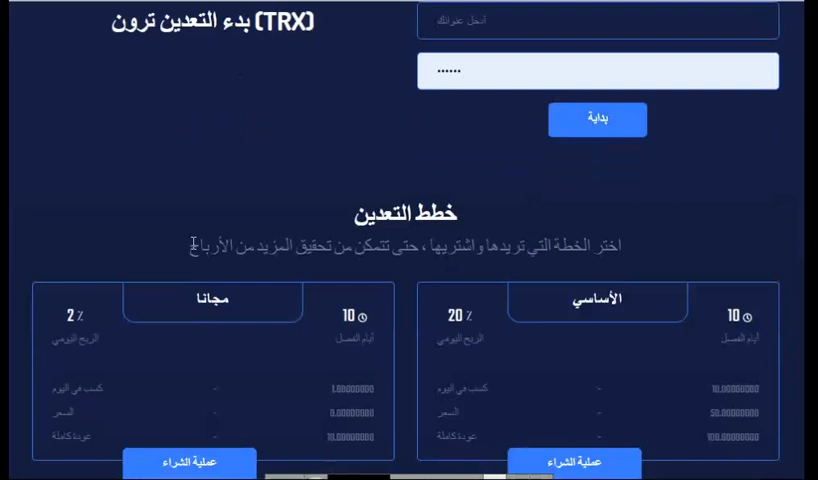 بدء التعدين ترون (TRX)
أدخل عنوانك
••••••
بداية
خطط التعدين
اختر الخطة التي تريدها واشتريها ، حتى تتمكن من تحقيق المزيد من الأرباح
الأساسي
10
أيام الفصل
20 ٪
الربح اليومي
10.00000000 - كسب في اليوم
50.00000000 - السعر
100.00000000 - عودة كاملة
عملية الشراء
مجانا
10
أيام الفصل
2 ٪
الربح اليومي
1.00000000 - كسب في اليوم
0.00000000 - السعر
10.00000000 - عودة كاملة
عملية الشراء